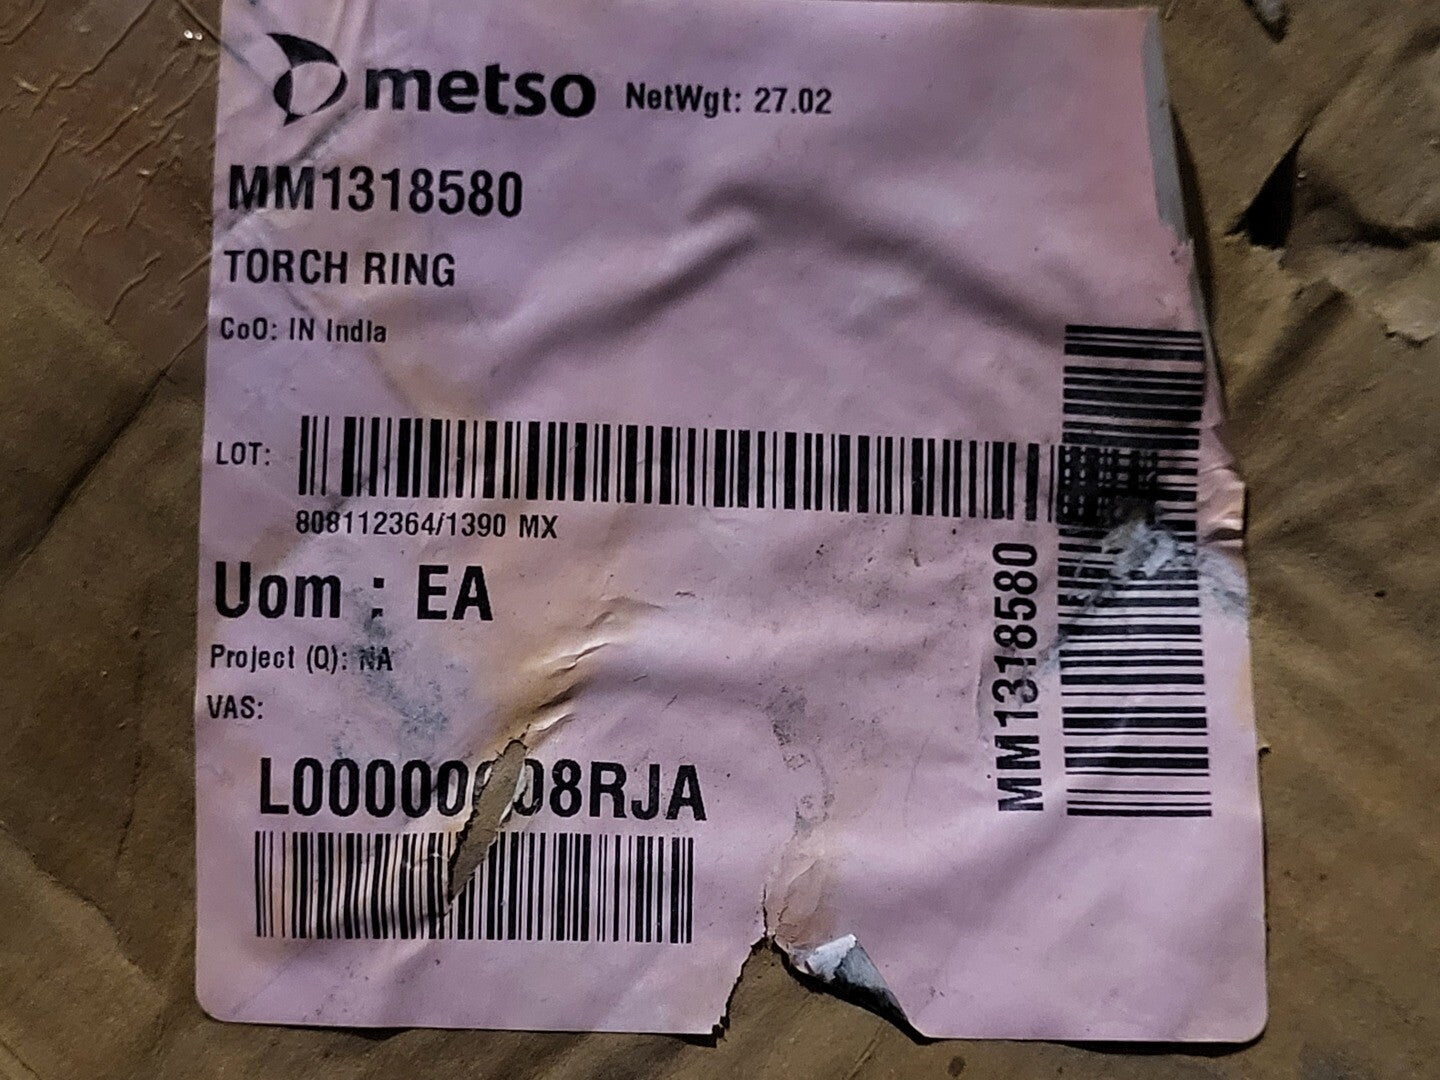 metso NetWgt: 27.02
MM1318580
TORCH RING
CoO: IN India
LOT:
808112364/1390 MX
Uom : EA
Project (Q): NA
VAS:
MM1318580